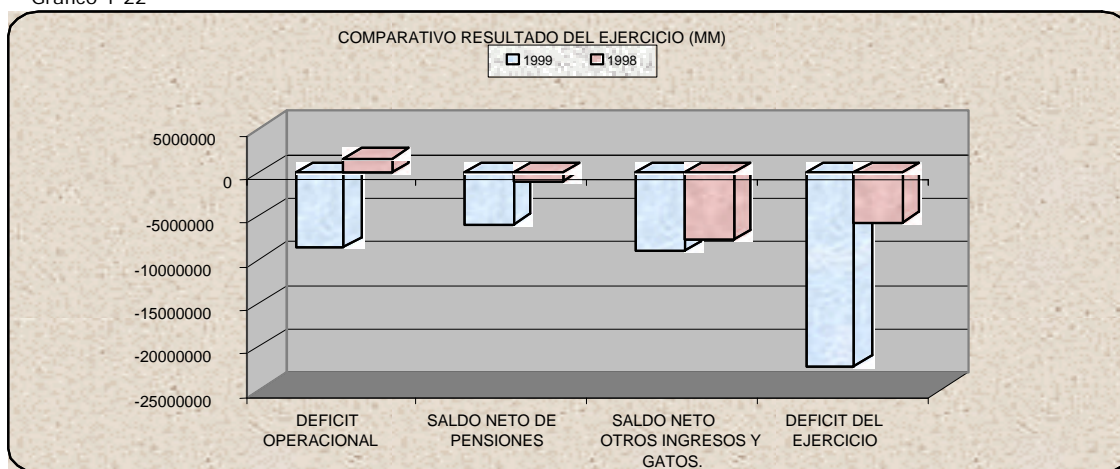 Gráfico 1-22
COMPARATIVO RESULTADO DEL EJERCICIO (MM)
1999 1998
5000000
0
-5000000
-10000000
-15000000
-20000000
-25000000
DEFICIT OPERACIONAL
SALDO NETO DE PENSIONES
SALDO NETO OTROS INGRESOS Y GATOS.
DEFICIT DEL EJERCICIO